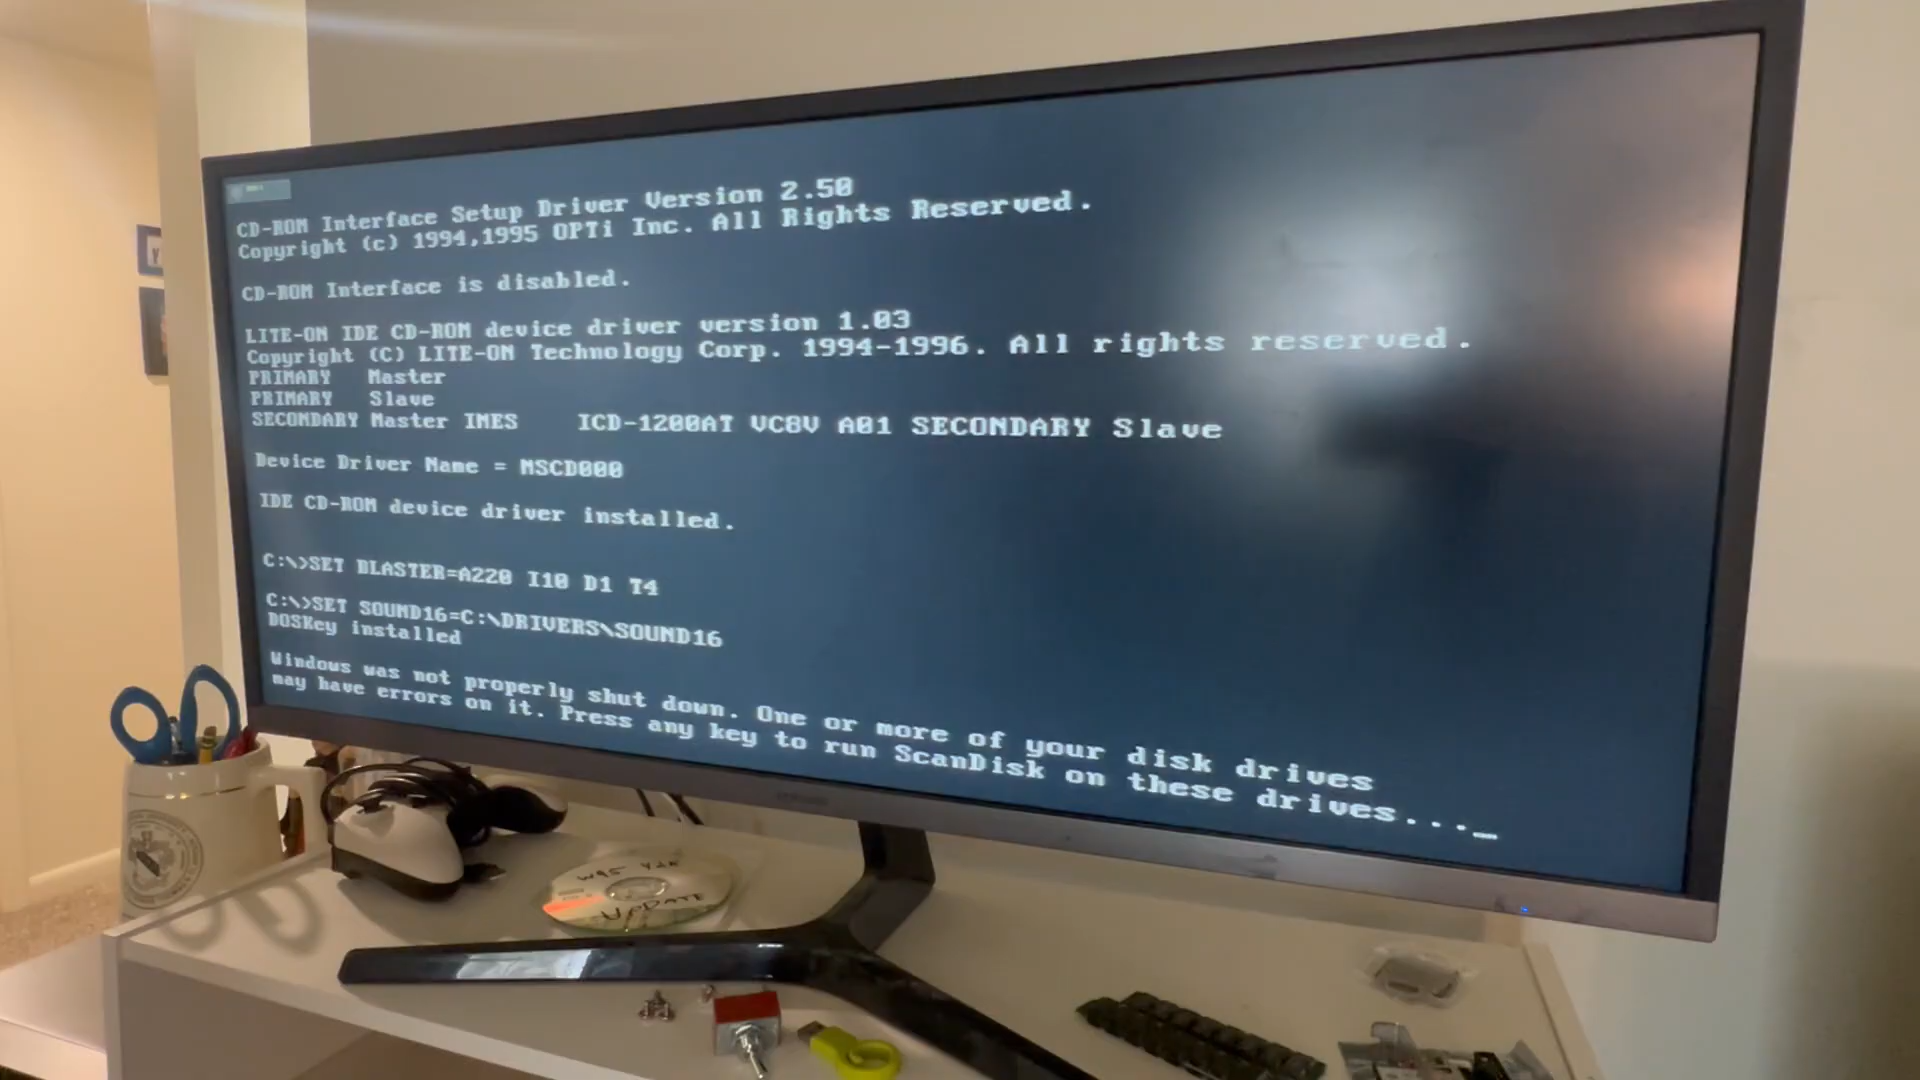 CD-ROM Interface Setup Driver Version 2.50
Copyright (c) 1994,1995 OPTi Inc. All Rights Reserved.
CD-ROM Interface is disabled.
LITE-ON IDE CD-ROM device driver version 1.03
Copyright (C) LITE-ON Technology Corp. 1994-1996. All rights reserved.
PRIMARY Master
PRIMARY Slave
SECONDARY Master IMES ICD-1200AT VC8V A01 SECONDARY Slave
Device Driver Name = MSCD000
IDE CD-ROM device driver installed.
C:\>SET BLASTER=A220 I10 D1 T4
C:\>SET SOUND16=C:\DRIVERS\SOUND16
DOSKey installed
Windows was not properly shut down. One or more of your disk drives
may have errors on it. Press any key to run ScanDisk on these drives..._
W95 Y2K
UPDATE